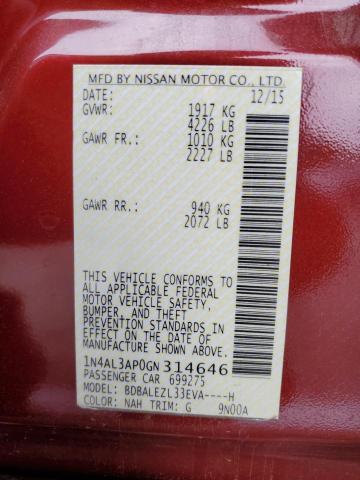 MFD BY NISSAN MOTOR CO., LTD.
DATE: 12/15
GVWR: 1917 KG
4226 LB
GAWR FR.: 1010 KG
2227 LB
GAWR RR.: 940 KG
2072 LB
THIS VEHICLE CONFORMS TO
ALL APPLICABLE FEDERAL
MOTOR VEHICLE SAFETY,
BUMPER, AND THEFT
PREVENTION STANDARDS IN
EFFECT ON THE DATE OF
MANUFACTURE SHOWN ABOVE.
1N4AL3AP0GN314646
PASSENGER CAR 699275
MODEL: BDBALEZL33EVA----H
COLOR: NAH TRIM: G 9N00A